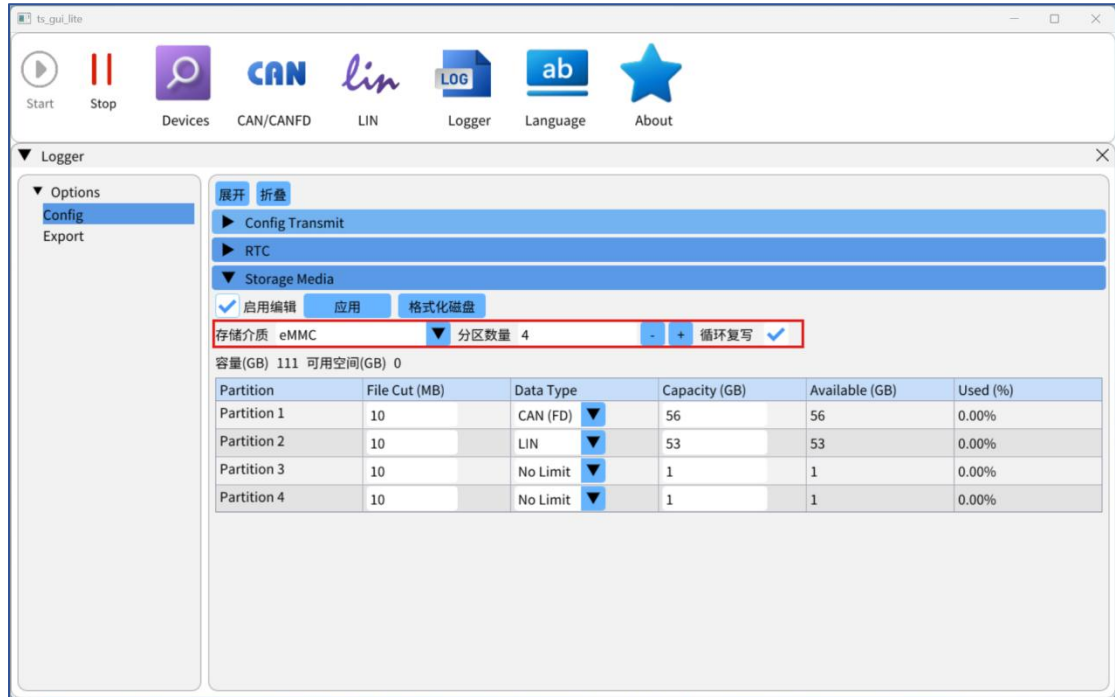 ts_gui_lite
CAN lin LOG ab
Start Stop
Devices CAN/CANFD LIN Logger Language About
Logger
Options
Config
Export
展开 折叠
Config Transmit
RTC
Storage Media
启用编辑 应用 格式化磁盘
存储介质 eMMC 分区数量 4 - + 循环复写
容量(GB) 111 可用空间(GB) 0
Partition File Cut (MB) Data Type Capacity (GB) Available (GB) Used (%)
Partition 1 10 CAN (FD) 56 56 0.00%
Partition 2 10 LIN 53 53 0.00%
Partition 3 10 No Limit 1 1 0.00%
Partition 4 10 No Limit 1 1 0.00%